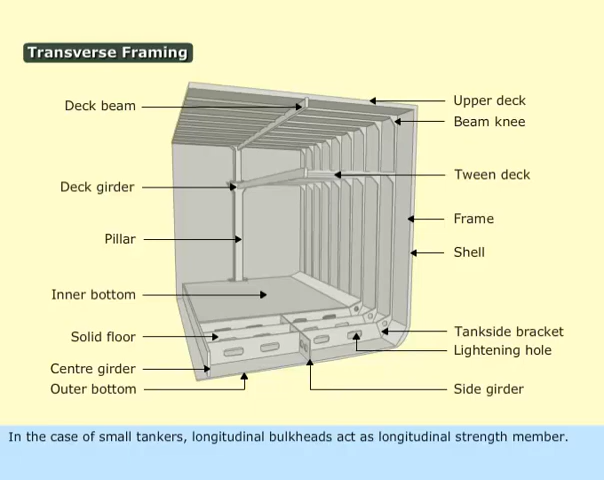 Transverse Framing
Deck beam
Upper deck
Beam knee
Tween deck
Deck girder
Frame
Pillar
Shell
Inner bottom
Solid floor
Tankside bracket
Lightening hole
Centre girder
Outer bottom
Side girder
In the case of small tankers, longitudinal bulkheads act as longitudinal strength member.